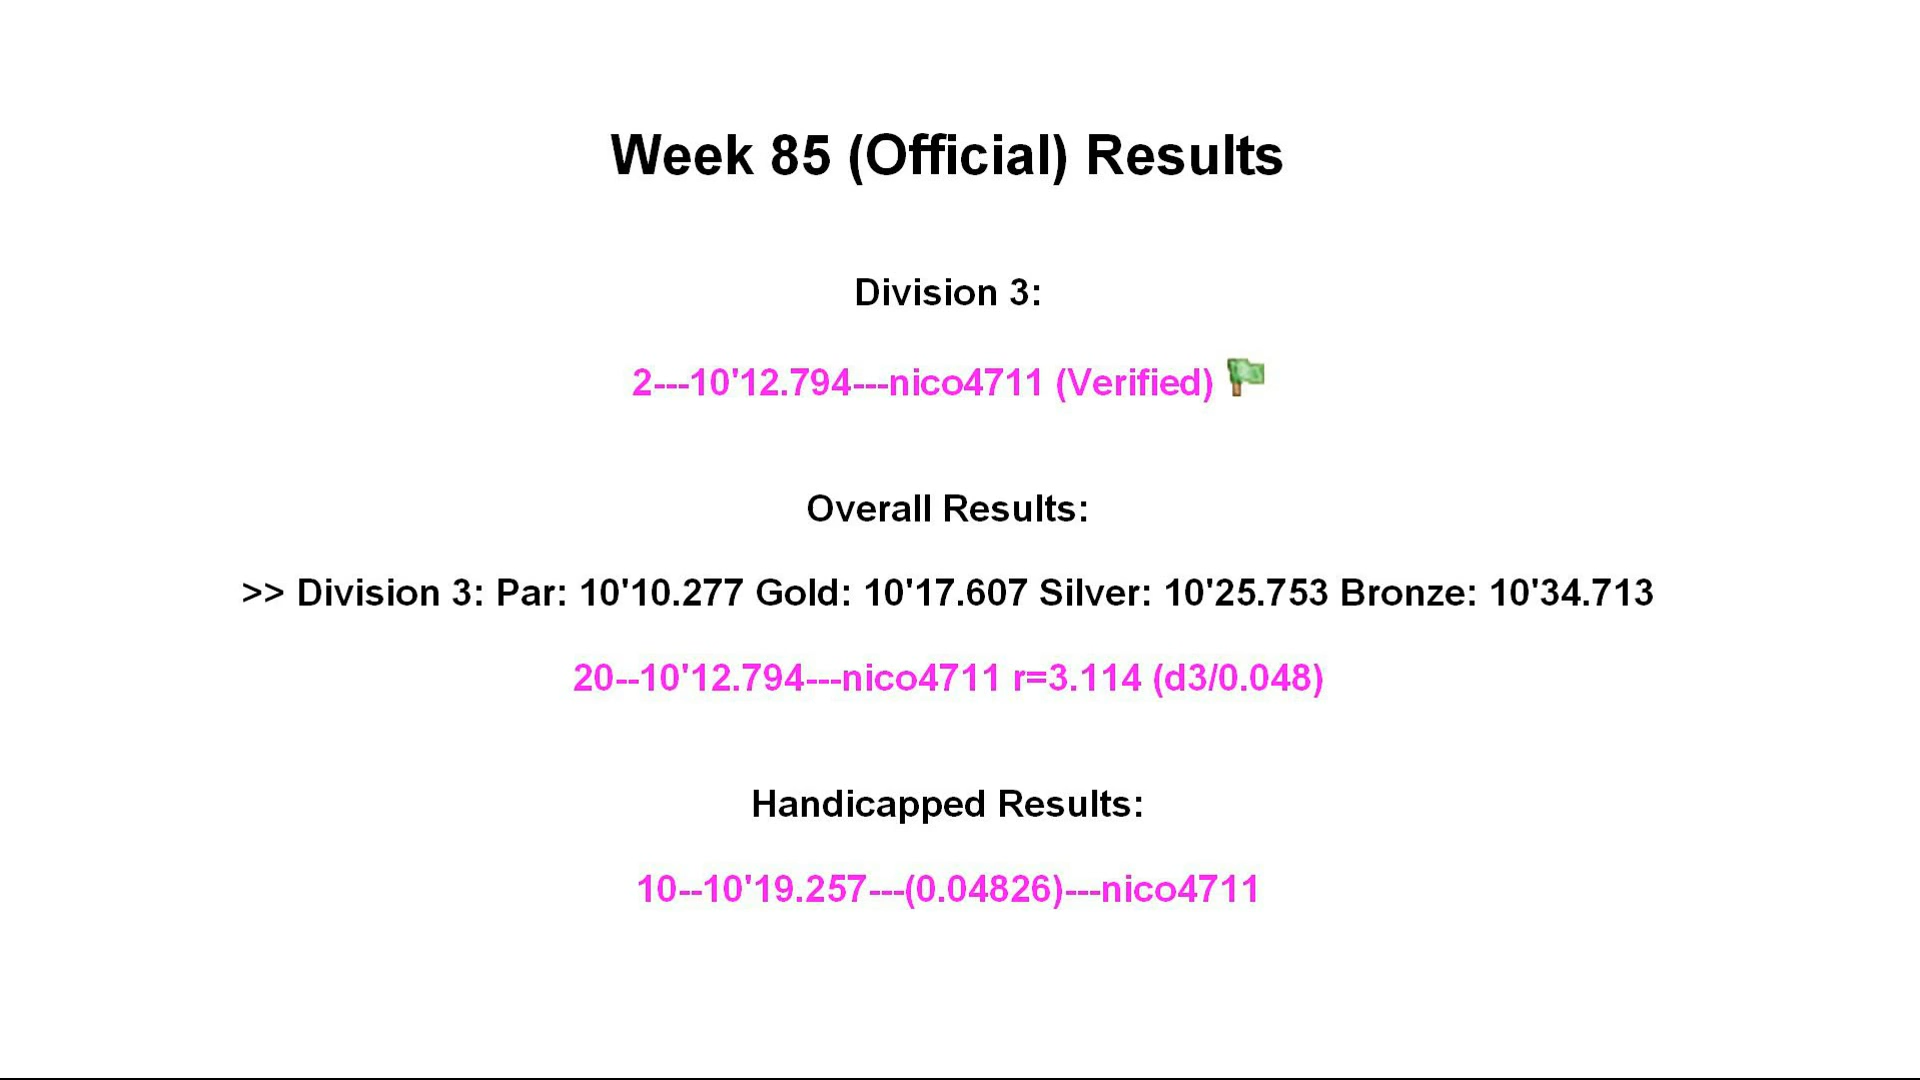 Week 85 (Official) Results
Division 3:
2---10'12.794---nico4711 (Verified)
Overall Results:
>> Division 3: Par: 10'10.277 Gold: 10'17.607 Silver: 10'25.753 Bronze: 10'34.713
20--10'12.794---nico4711 r=3.114 (d3/0.048)
Handicapped Results:
10--10'19.257---(0.04826)---nico4711